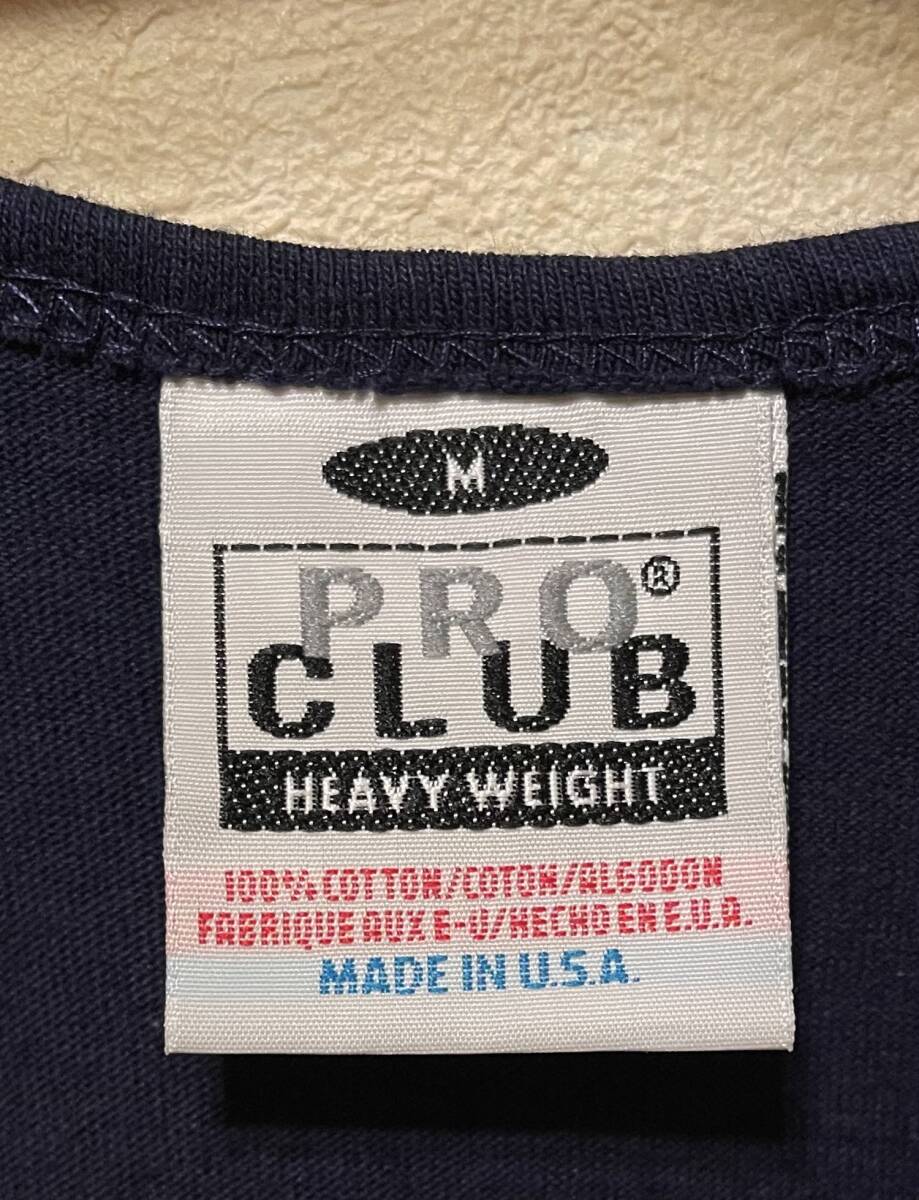 M
PRO®
CLUB
HEAVY WEIGHT
100% COTTON/COTON/ALGODON
FABRIQUE AUX E-U/HECHO EN E.U.A.
MADE IN U.S.A.